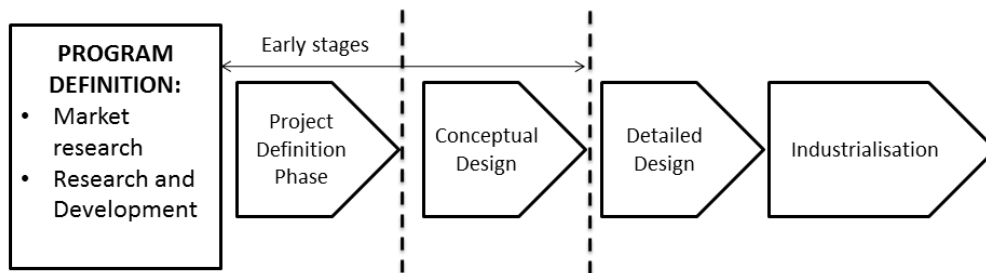 PROGRAM
DEFINITION:
• Market
research
• Research and
Development
Early stages
Project
Definition
Phase
Conceptual
Design
Detailed
Design
Industrialisation